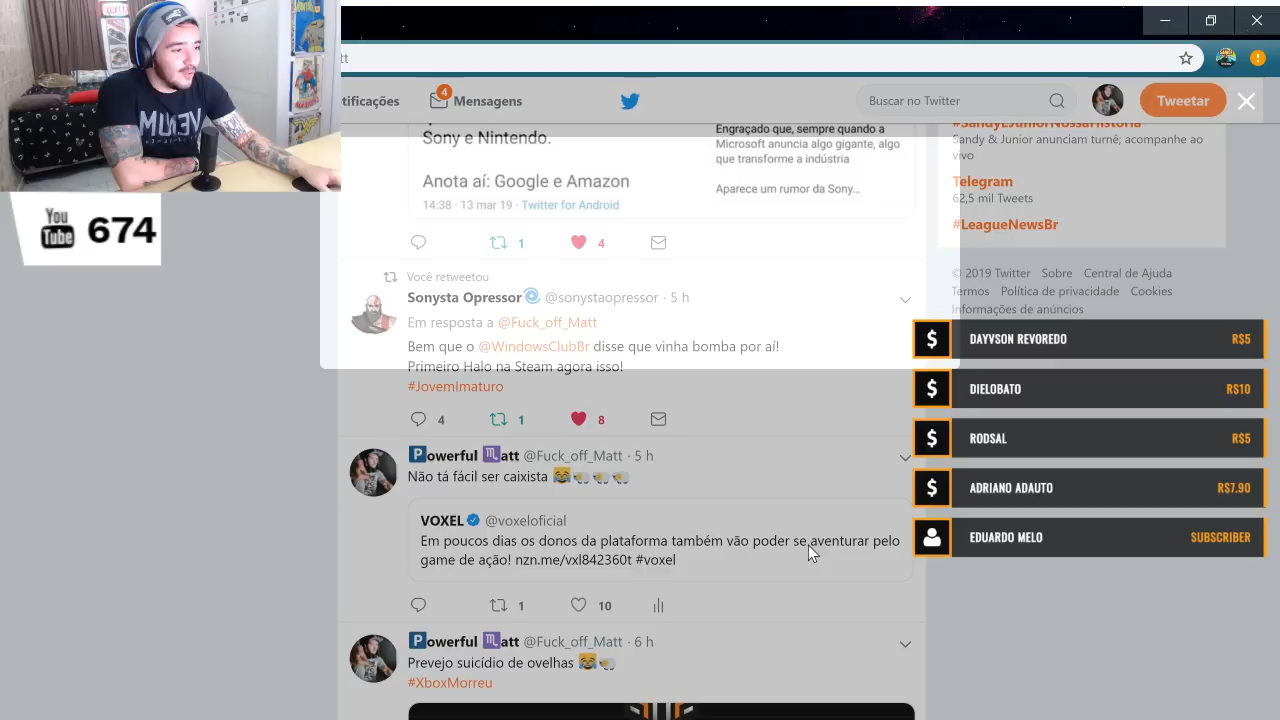 tt
tificações
4
Mensagens
Buscar no Twitter
Tweetar
VENUM
You
Tube
674
Sony e Nintendo.
Anota aí: Google e Amazon
14:38 · 13 mar 19 · Twitter for Android
Engraçado que, sempre quando a
Microsoft anuncia algo gigante, algo
que transforme a indústria
Aparece um rumor da Sony...
1
4
Você retweetou
Sonysta Opressor @sonystaopressor · 5 h
Em resposta a @Fuck_off_Matt
Bem que o @WindowsClubBr disse que vinha bomba por aí!
Primeiro Halo na Steam agora isso!
#JovemImaturo
4
1
8
Powerful ♏att @Fuck_off_Matt · 5 h
Não tá fácil ser caixista 😹🐏🐏🐏
VOXEL @voxeloficial
Em poucos dias os donos da plataforma também vão poder se aventurar pelo
game de ação! nzn.me/vxl842360t #voxel
1
10
Powerful ♏att @Fuck_off_Matt · 6 h
Prevejo suicídio de ovelhas 😹🐏
#XboxMorreu
#SandyEJuniorNossaHistoria
Sandy & Junior anunciam turnê; acompanhe ao
vivo
Telegram
62,5 mil Tweets
#LeagueNewsBr
© 2019 Twitter Sobre Central de Ajuda
Termos Política de privacidade Cookies
Informações de anúncios
$ DAYVSON REVOREDO R$5
$ DIELOBATO R$10
$ RODSAL R$5
$ ADRIANO ADAUTO R$7.90
EDUARDO MELO SUBSCRIBER